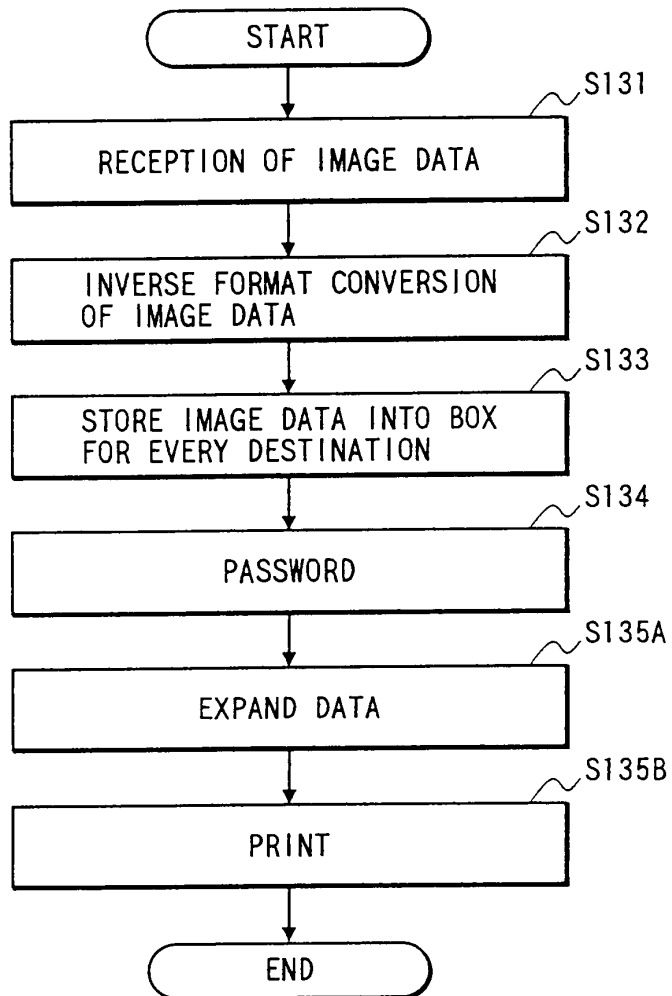 START
S131
RECEPTION OF IMAGE DATA
S132
INVERSE FORMAT CONVERSION
OF IMAGE DATA
S133
STORE IMAGE DATA INTO BOX
FOR EVERY DESTINATION
S134
PASSWORD
S135A
EXPAND DATA
S135B
PRINT
END